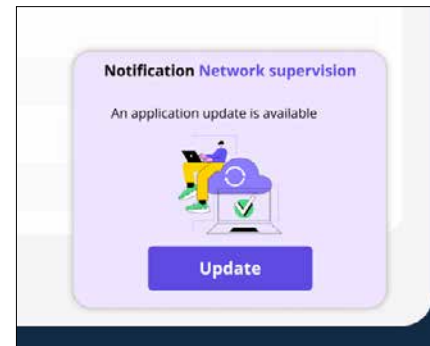 Notification Network supervision
An application update is available
Update